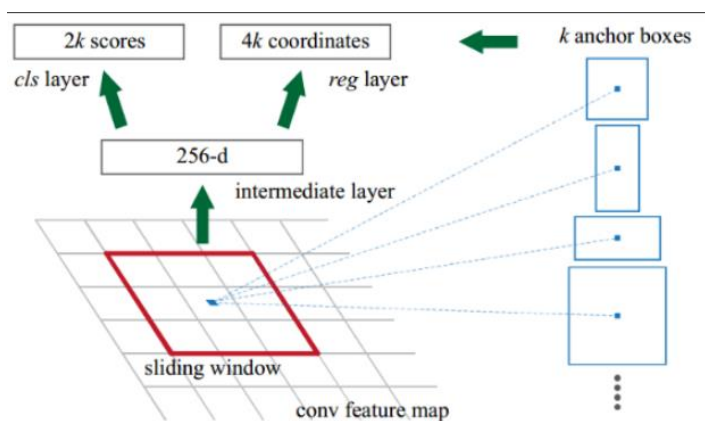 2k scores
4k coordinates
k anchor boxes
cls layer
reg layer
256-d
intermediate layer
sliding window
conv feature map